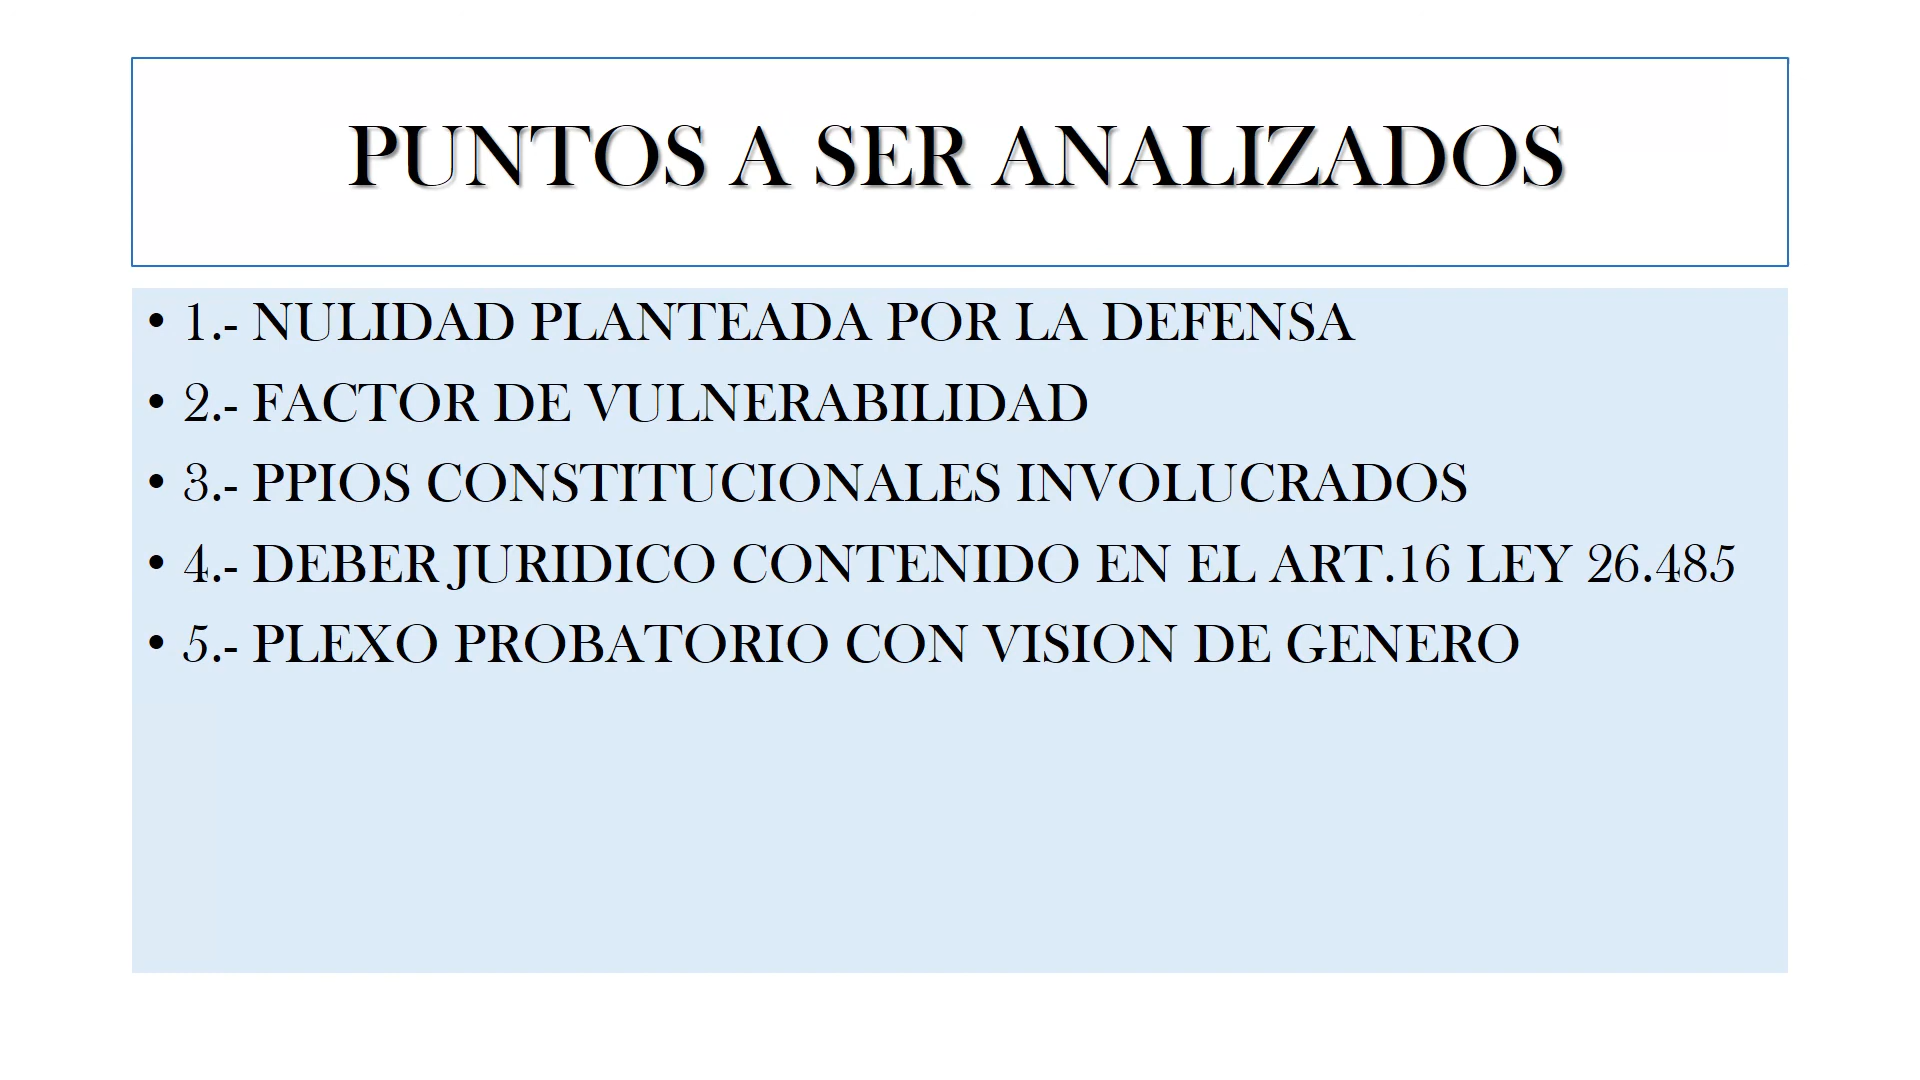 PUNTOS A SER ANALIZADOS
• 1.- NULIDAD PLANTEADA POR LA DEFENSA
• 2.- FACTOR DE VULNERABILIDAD
• 3.- PPIOS CONSTITUCIONALES INVOLUCRADOS
• 4.- DEBER JURIDICO CONTENIDO EN EL ART.16 LEY 26.485
• 5.- PLEXO PROBATORIO CON VISION DE GENERO